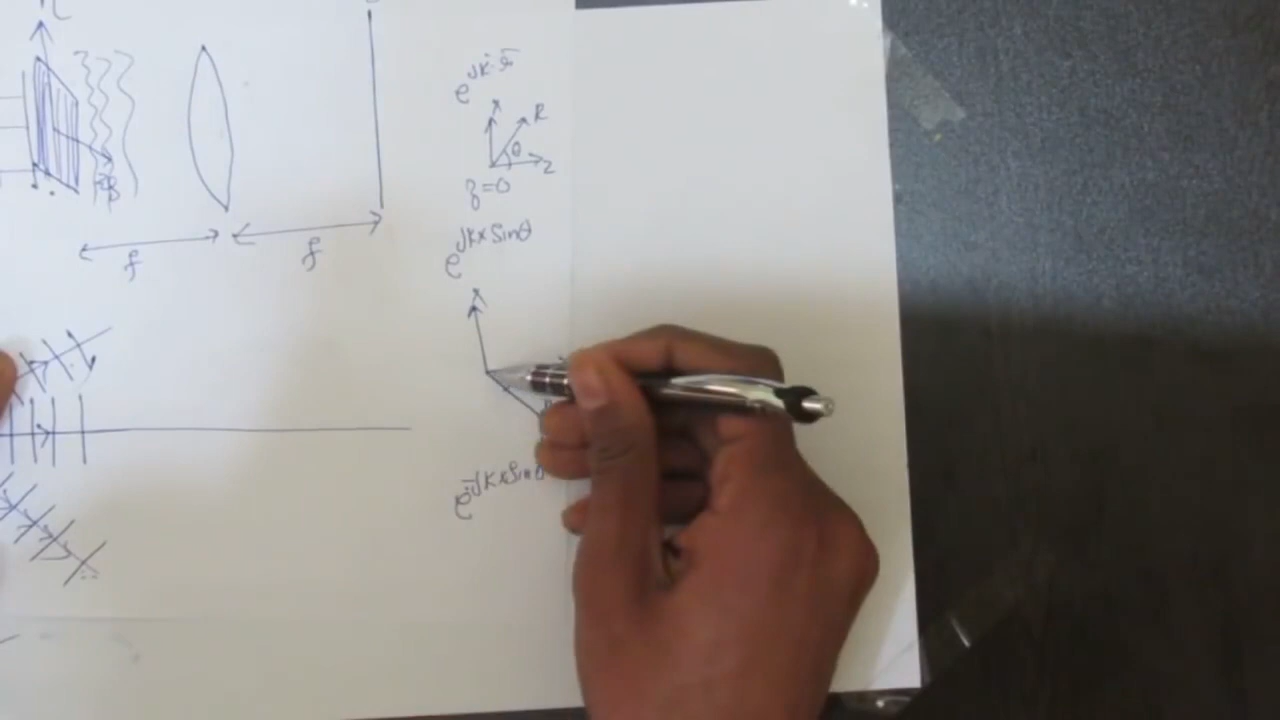 e^{jk̄·r̄}
x
k
θ
z
z=0
e^{jkx sinθ}
f f
x
e^{-jkx sinθ}